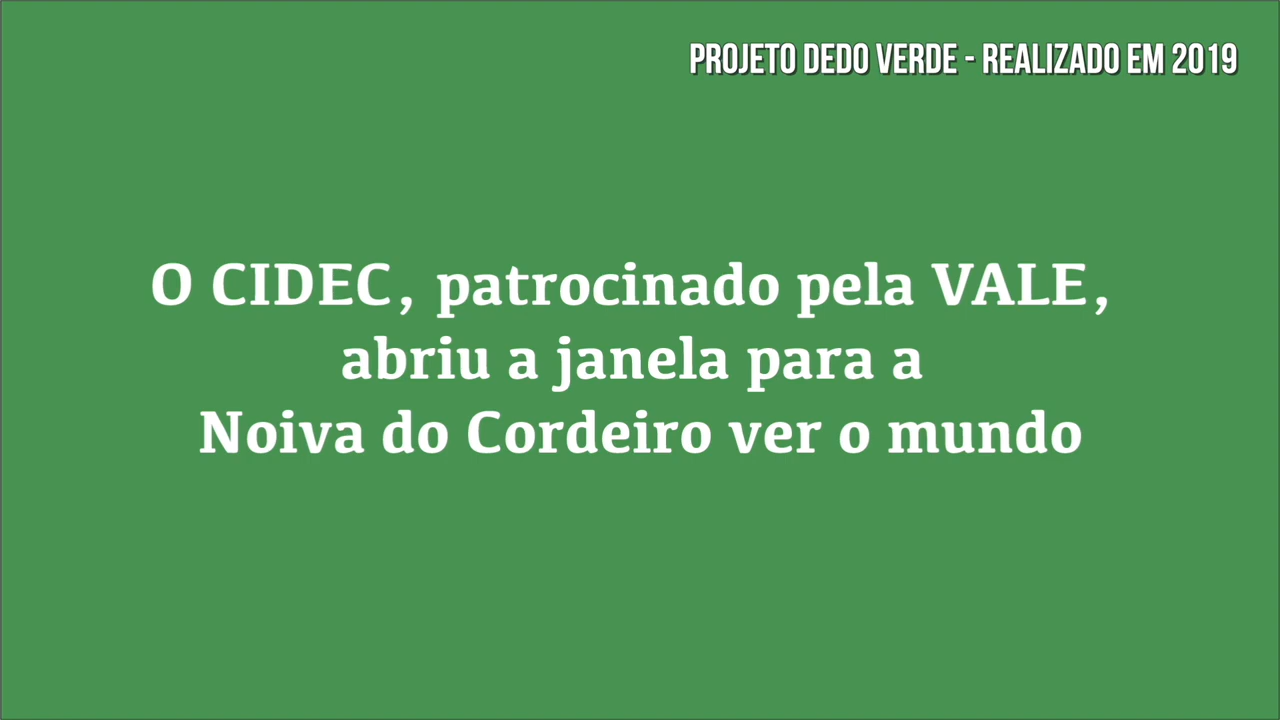 PROJETO DEDO VERDE - REALIZADO EM 2019
O CIDEC, patrocinado pela VALE,
abriu a janela para a
Noiva do Cordeiro ver o mundo